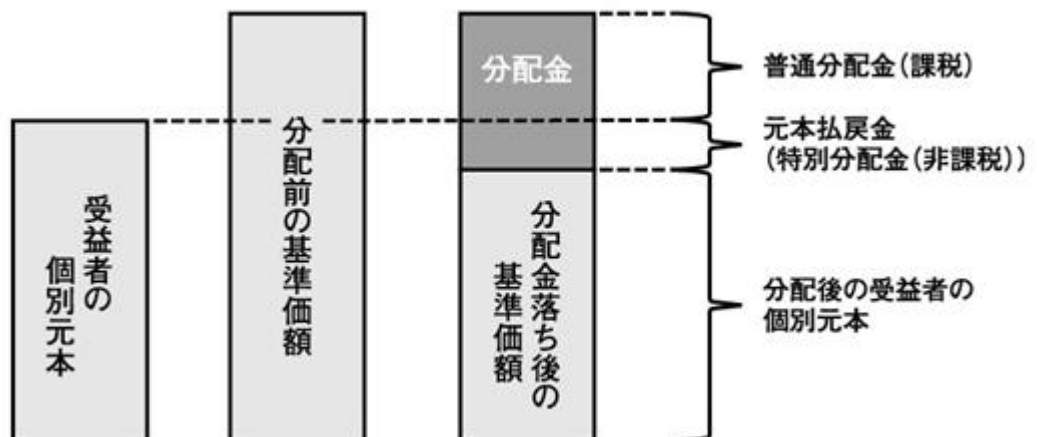 受益者の
個別元本
分配前の基準価額
分配金
分配金落ち後の
基準価額
普通分配金(課税)
元本払戻金
(特別分配金(非課税))
分配後の受益者の
個別元本